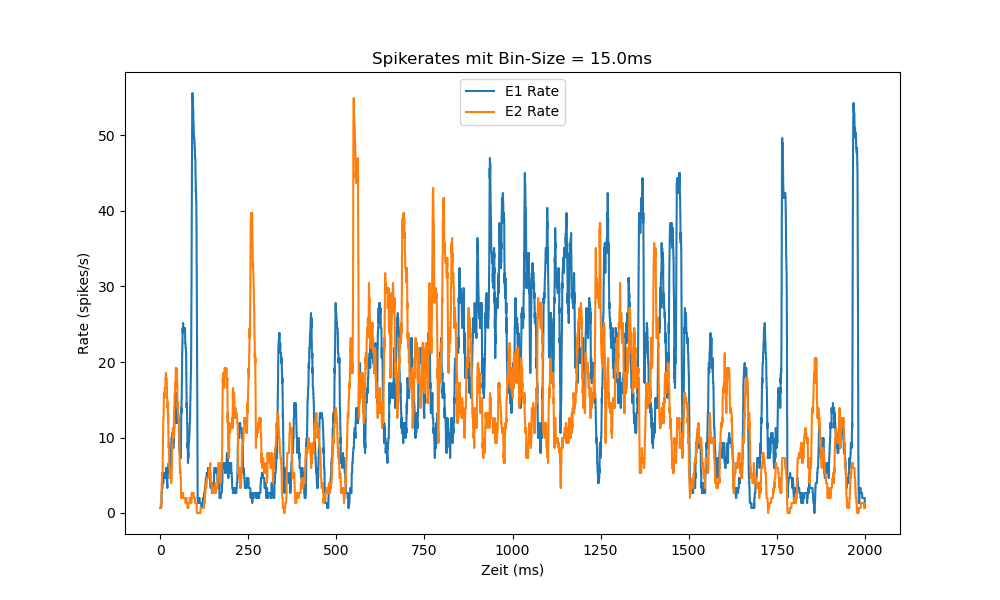 Spikerates mit Bin-Size = 15.0ms
E1 Rate
E2 Rate
Rate (spikes/s)
50
40
30
20
10
0
0 250 500 750 1000 1250 1500 1750 2000
Zeit (ms)